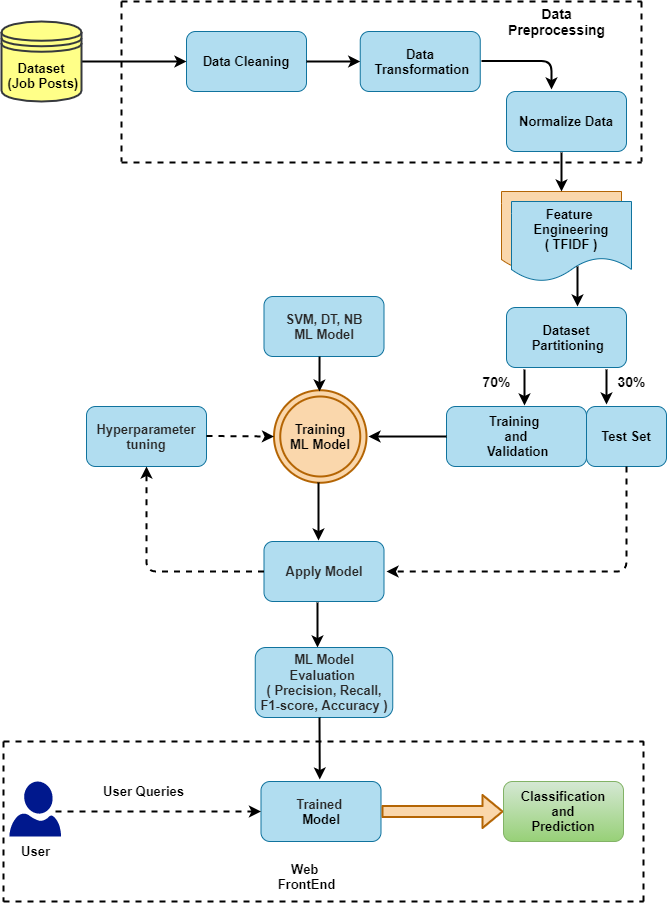 Data
Preprocessing
Dataset
(Job Posts)
Data Cleaning
Data
Transformation
Normalize Data
Feature
Engineering
( TFIDF )
SVM, DT, NB
ML Model
Dataset
Partitioning
70%
30%
Hyperparameter
tuning
Training
ML Model
Training
and
Validation
Test Set
Apply Model
ML Model
Evaluation
( Precision, Recall,
F1-score, Accuracy )
User Queries
User
Trained
Model
Classification
and
Prediction
Web
FrontEnd